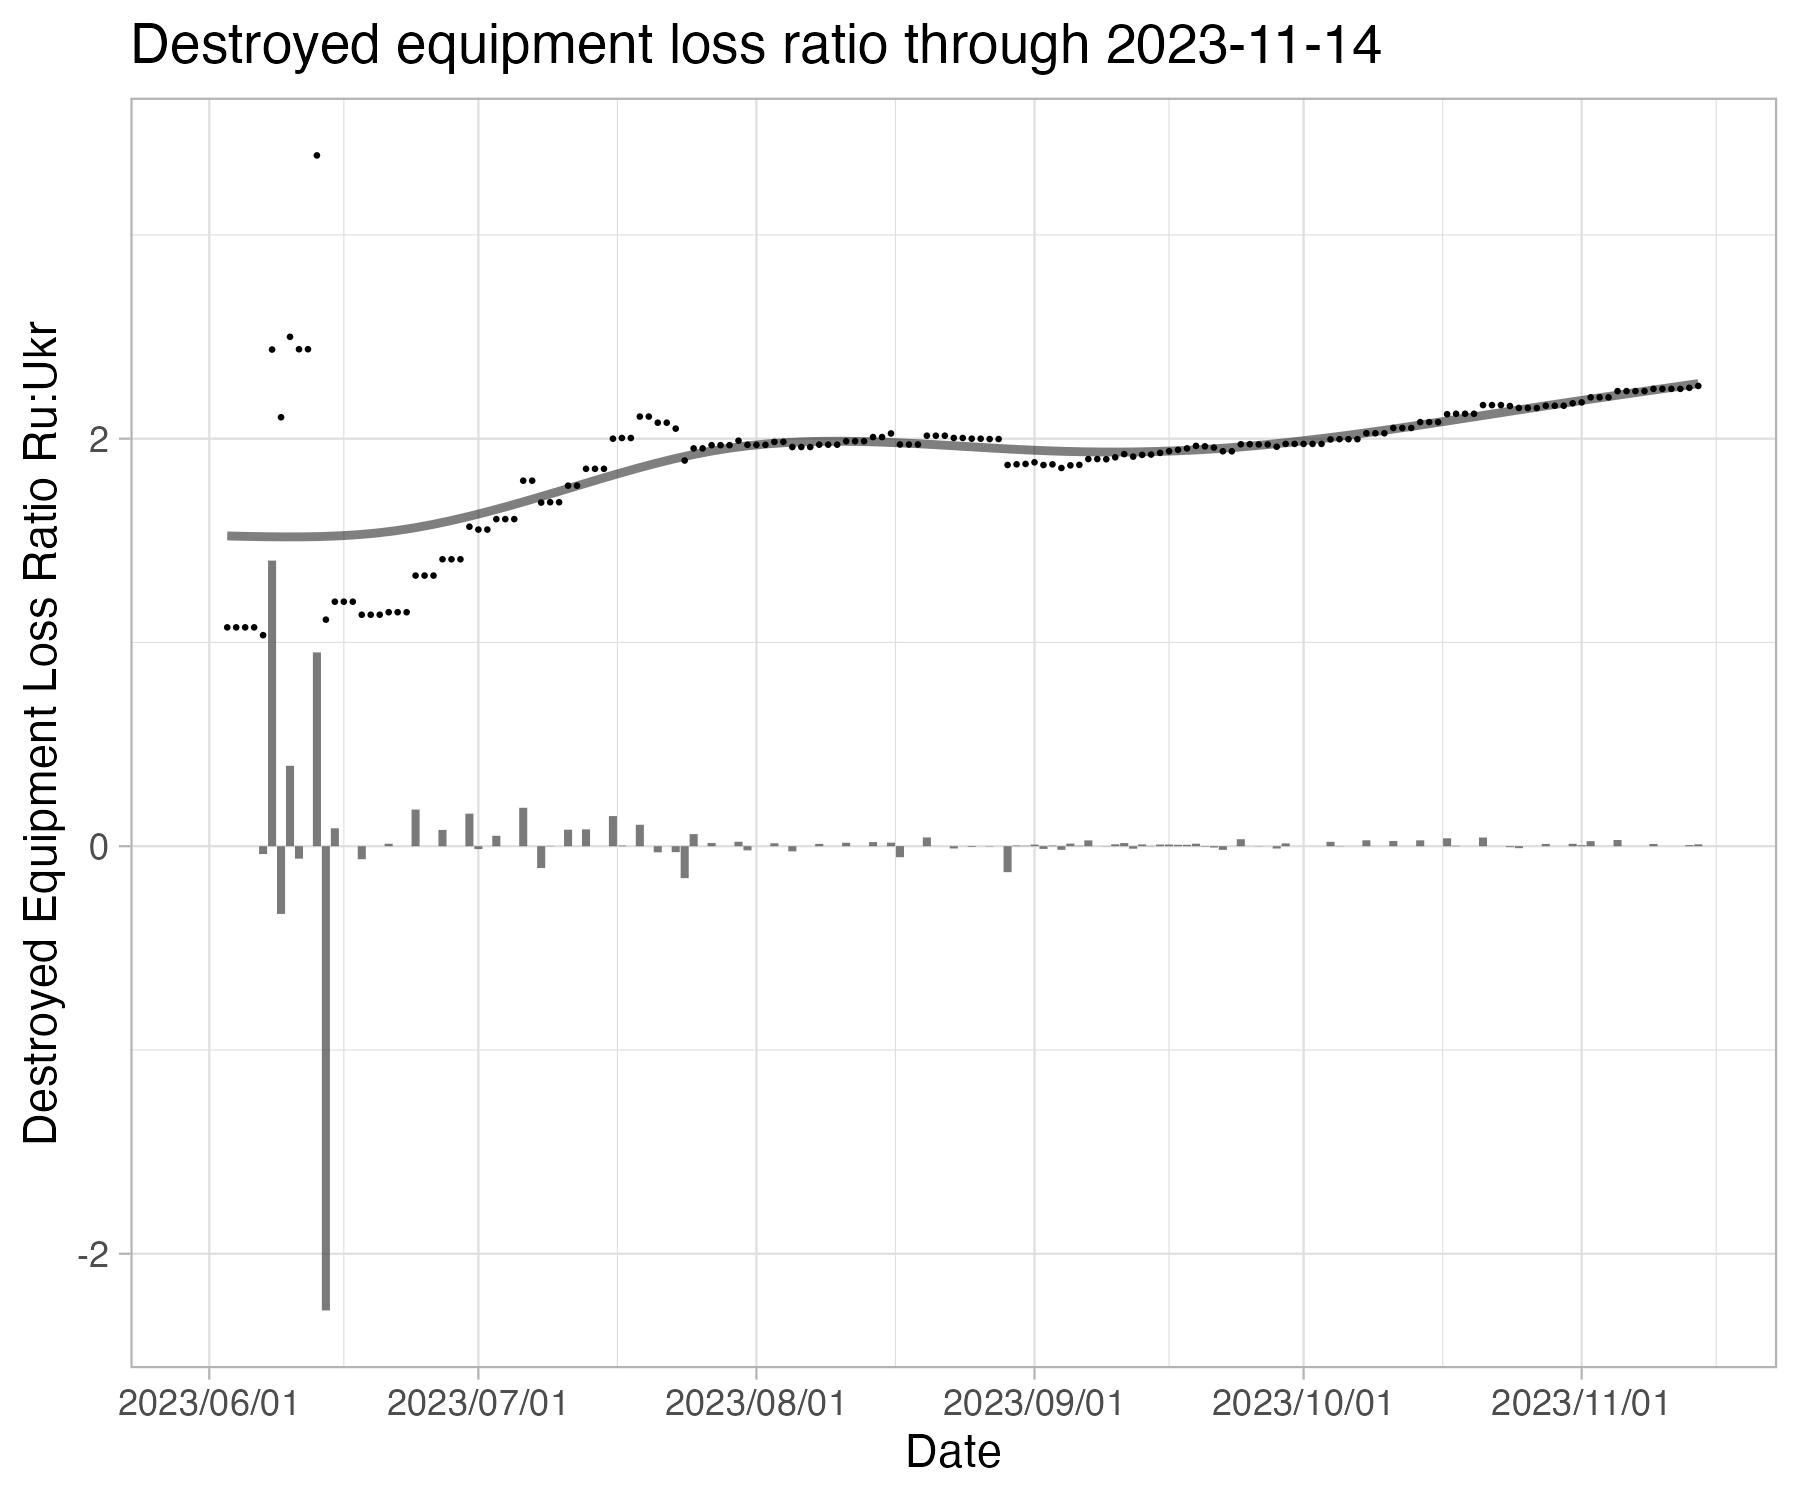 Destroyed equipment loss ratio through 2023-11-14
Destroyed Equipment Loss Ratio Ru:Ukr
2
0
-2
2023/06/01 2023/07/01 2023/08/01 2023/09/01 2023/10/01 2023/11/01
Date